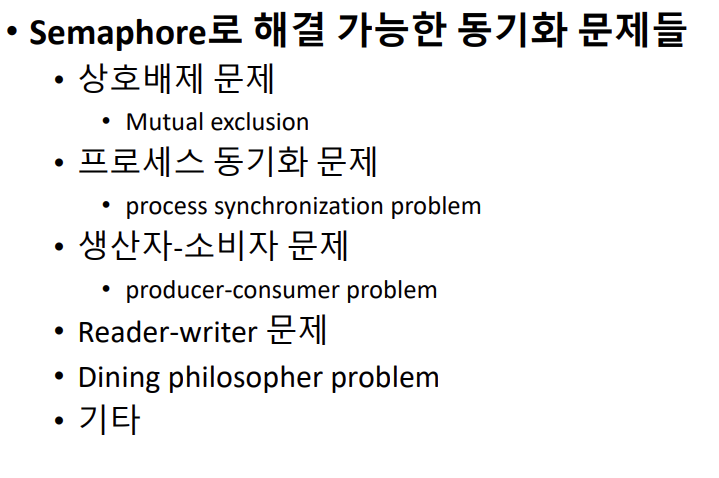 • Semaphore로 해결 가능한 동기화 문제들
• 상호배제 문제
• Mutual exclusion
• 프로세스 동기화 문제
• process synchronization problem
• 생산자-소비자 문제
• producer-consumer problem
• Reader-writer 문제
• Dining philosopher problem
• 기타